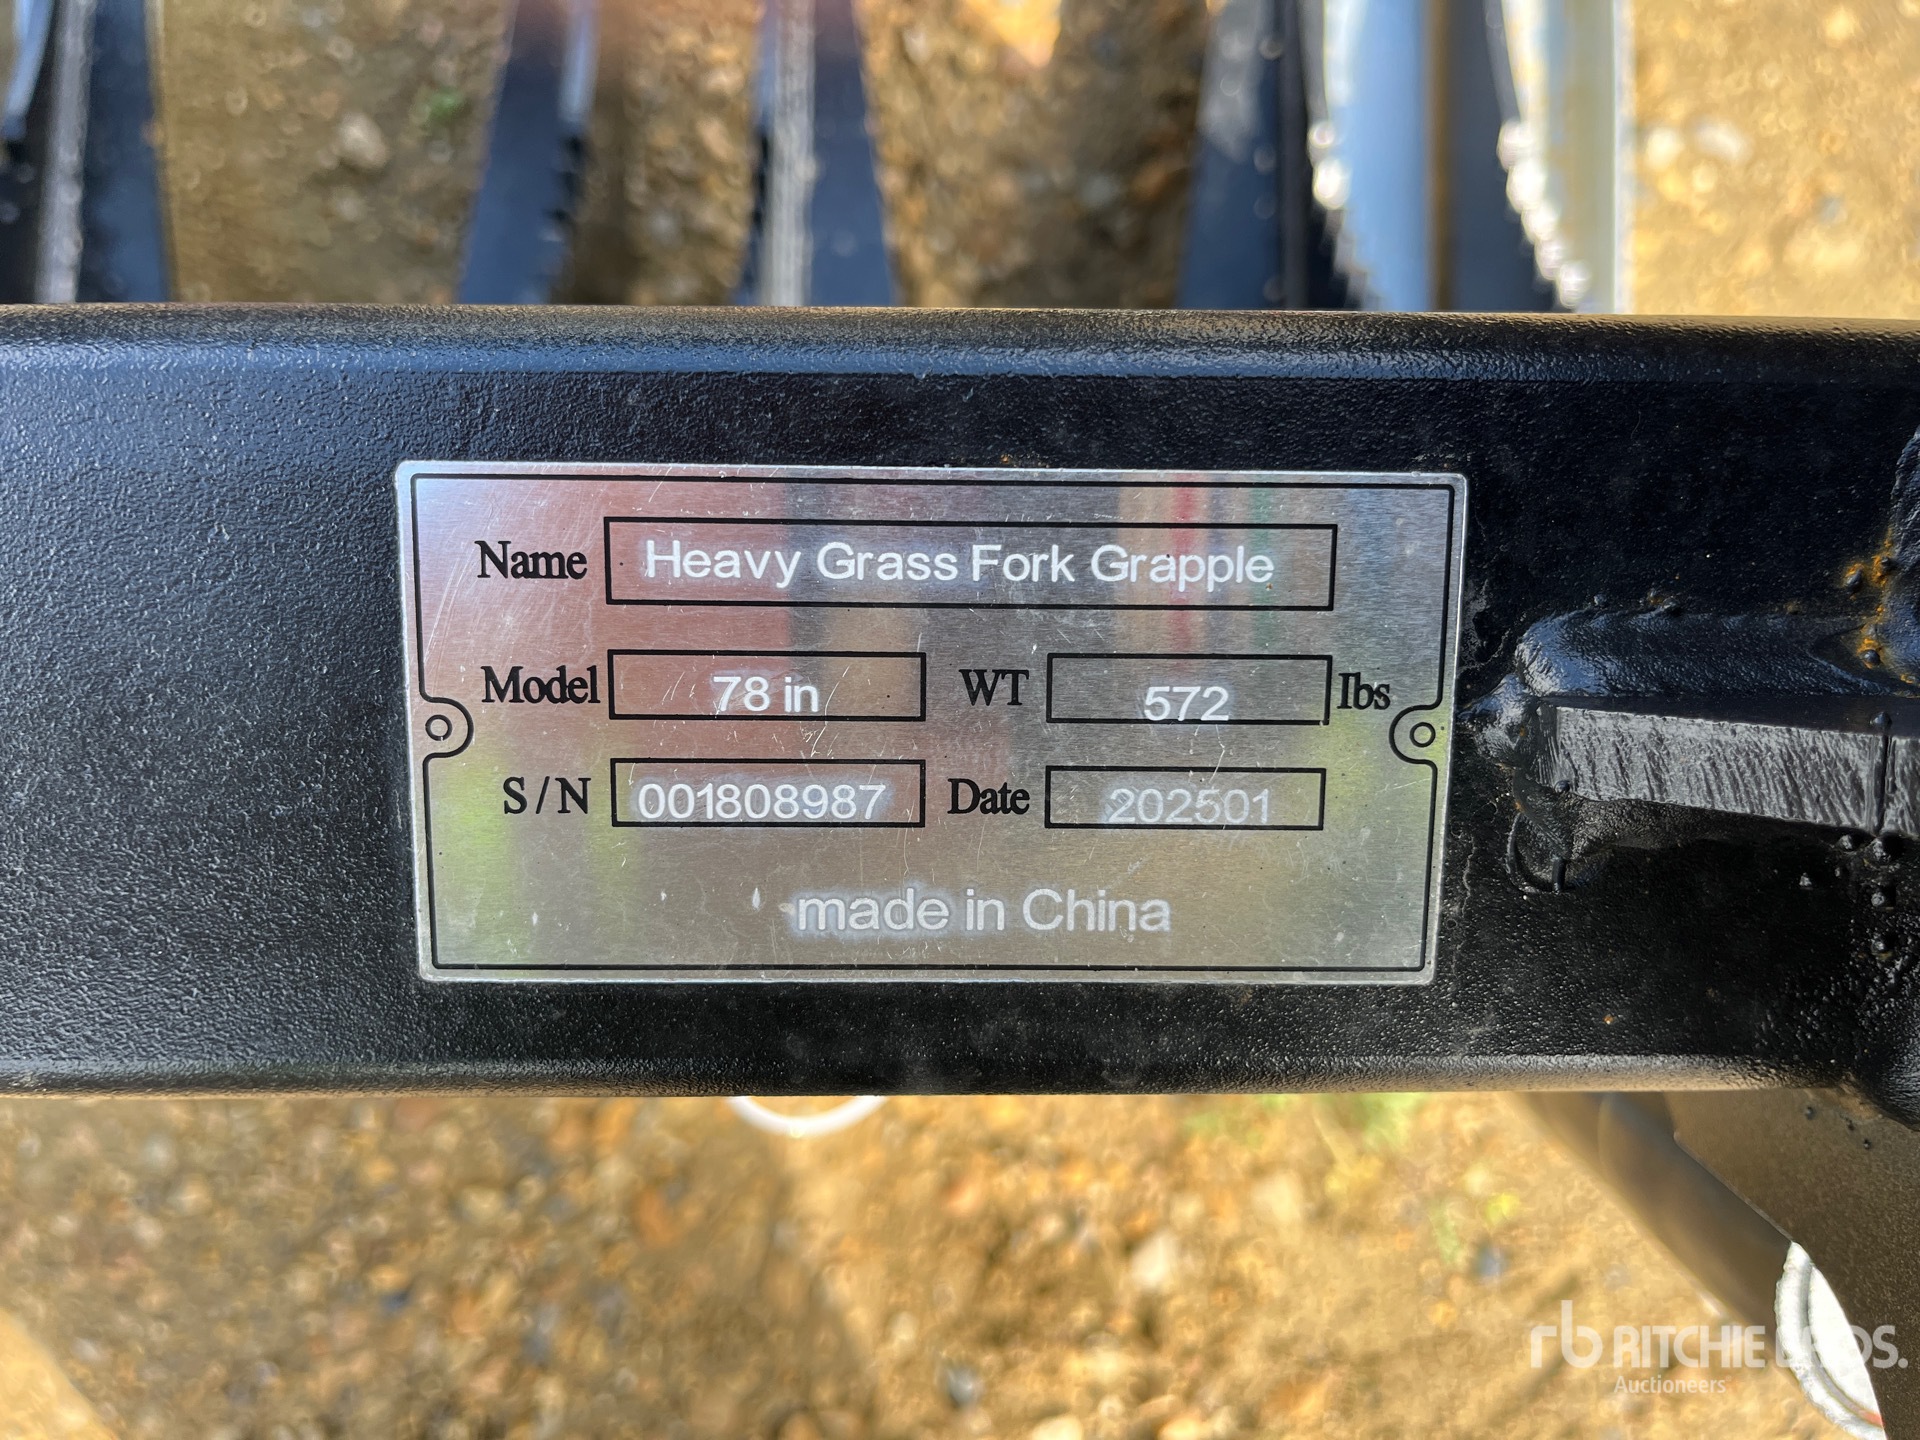 Name Heavy Grass Fork Grapple
Model 78 in WT 572 Ibs
S/N 001808987 Date 202501
made in China
rb RITCHIE BROS.
Auctioneers